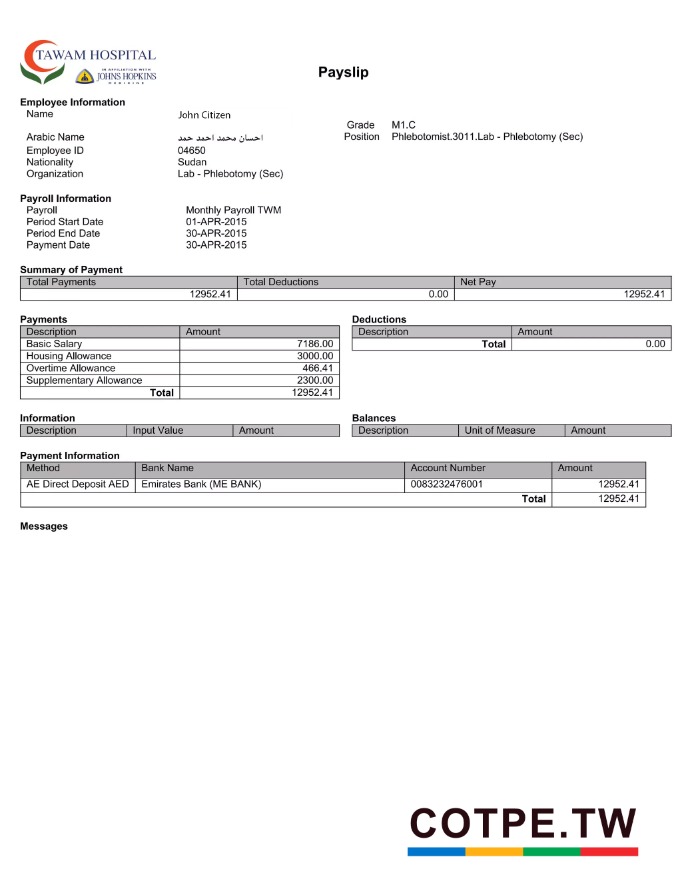 TAWAM HOSPITAL
IN AFFILIATION WITH
JOHNS HOPKINS
MEDICINE
Payslip
Employee Information
Name John Citizen
Grade M1.C
Arabic Name احسان محمد احمد حمد
Position Phlebotomist.3011.Lab - Phlebotomy (Sec)
Employee ID 04650
Nationality Sudan
Organization Lab - Phlebotomy (Sec)
Payroll Information
Payroll Monthly Payroll TWM
Period Start Date 01-APR-2015
Period End Date 30-APR-2015
Payment Date 30-APR-2015
Summary of Payment
Total Payments Total Deductions Net Pay
12952.41 0.00 12952.41
Payments
Description Amount
Basic Salary 7186.00
Housing Allowance 3000.00
Overtime Allowance 466.41
Supplementary Allowance 2300.00
Total 12952.41
Deductions
Description Amount
Total 0.00
Information
Description Input Value Amount
Balances
Description Unit of Measure Amount
Payment Information
Method Bank Name Account Number Amount
AE Direct Deposit AED Emirates Bank (ME BANK) 0083232476001 12952.41
Total 12952.41
Messages
COTPE.TW